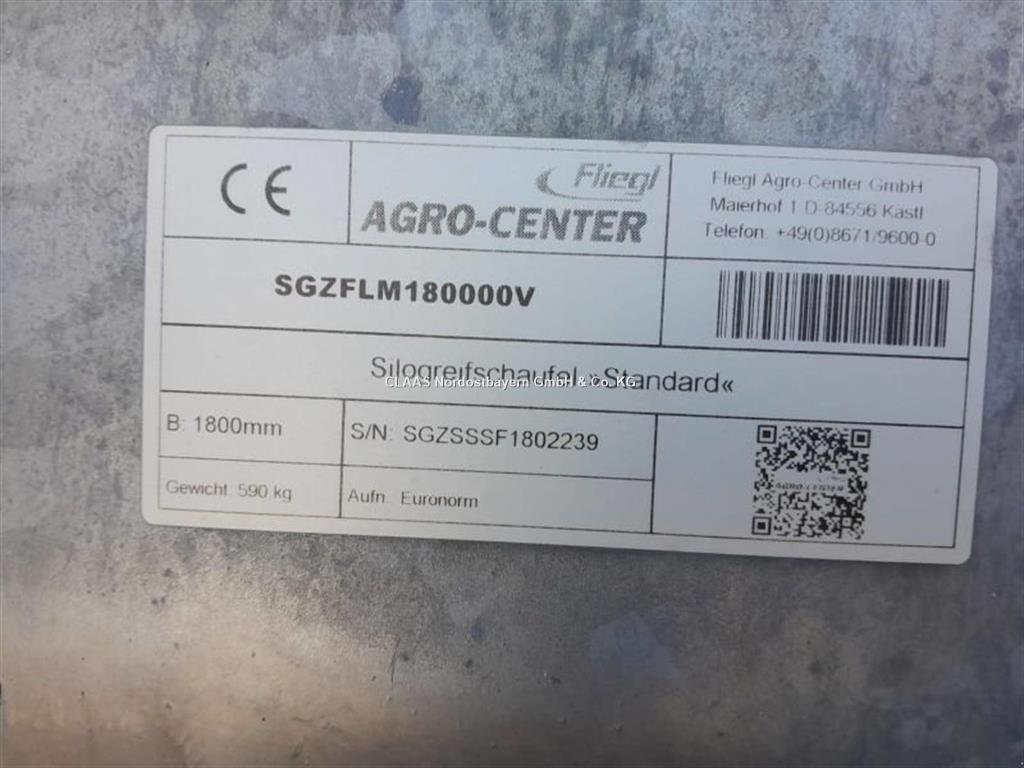 CE
Fliegl
AGRO-CENTER
Fliegl Agro-Center GmbH
Maierhof 1 D-84556 Kastl
Telefon: +49(0)8671/9600-0
SGZFLM180000V
Silogreifschaufel »Standard«
CLAAS Nordostbayern GmbH & Co. KG
B: 1800mm
S/N: SGZSSSF1802239
Gewicht: 590 kg
Aufn.: Euronorm
AGRO-CENTER